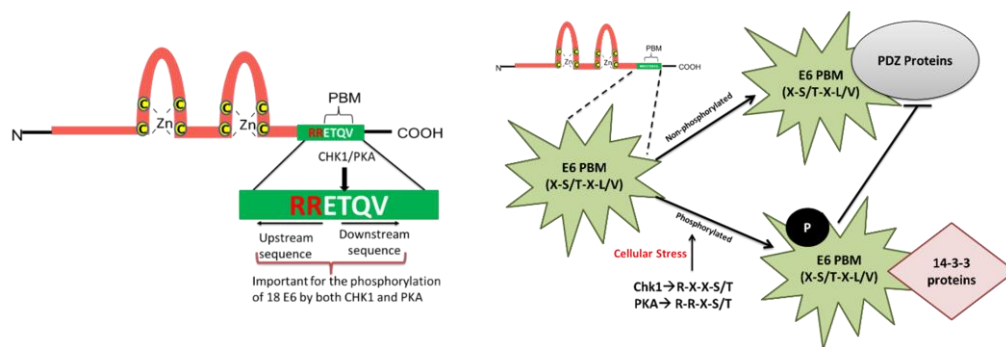 PBM
N
C
C
Zn
C
C
C
C
Zn
C
C
RRETQV
COOH
CHK1/PKA
RRETQV
Upstream
sequence
Downstream
sequence
Important for the phosphorylation
of 18 E6 by both CHK1 and PKA
PBM
N
Zn
Zn
COOH
E6 PBM
(X-S/T-X-L/V)
Non-phosphorylated
E6 PBM
(X-S/T-X-L/V)
PDZ Proteins
Phosphorylated
Cellular Stress
Chk1→R-X-X-S/T
PKA→R-R-X-S/T
P
E6 PBM
(X-S/T-X-L/V)
14-3-3
proteins